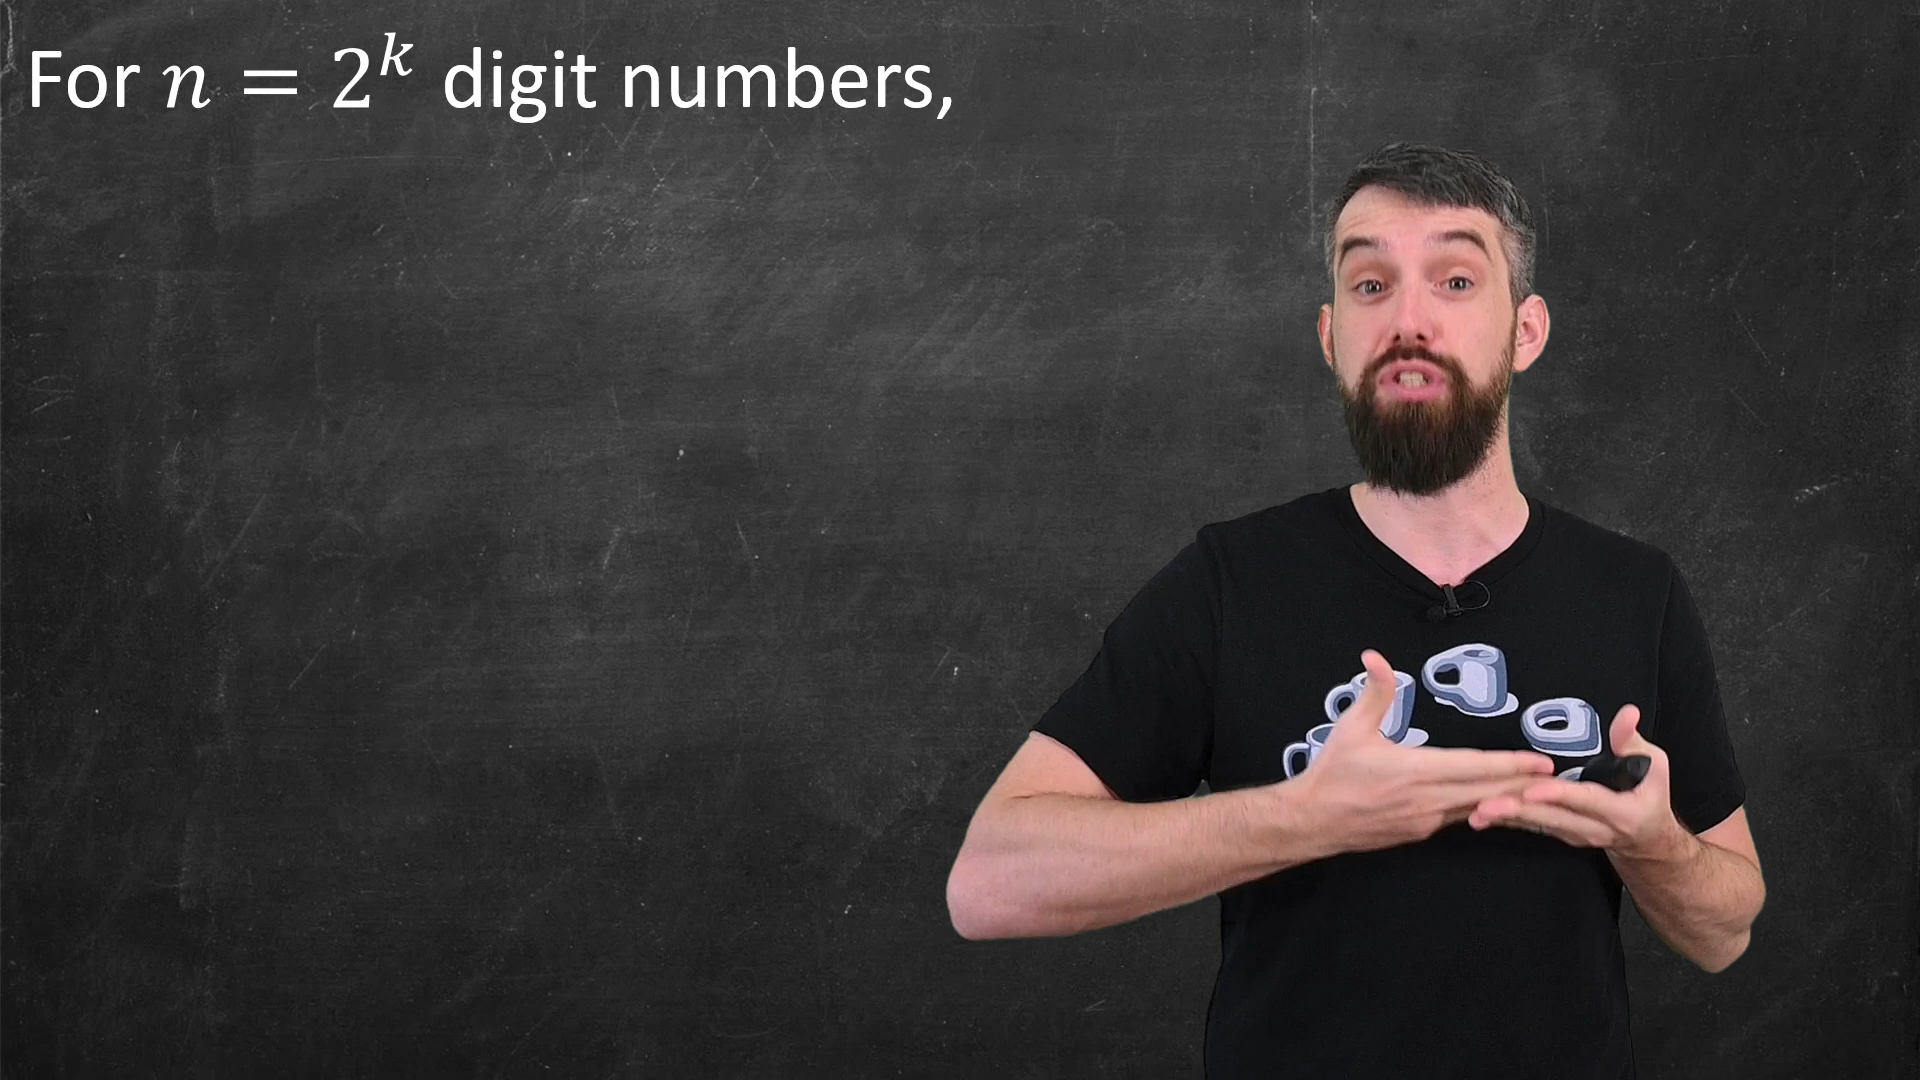 For $n = 2^k$ digit numbers,